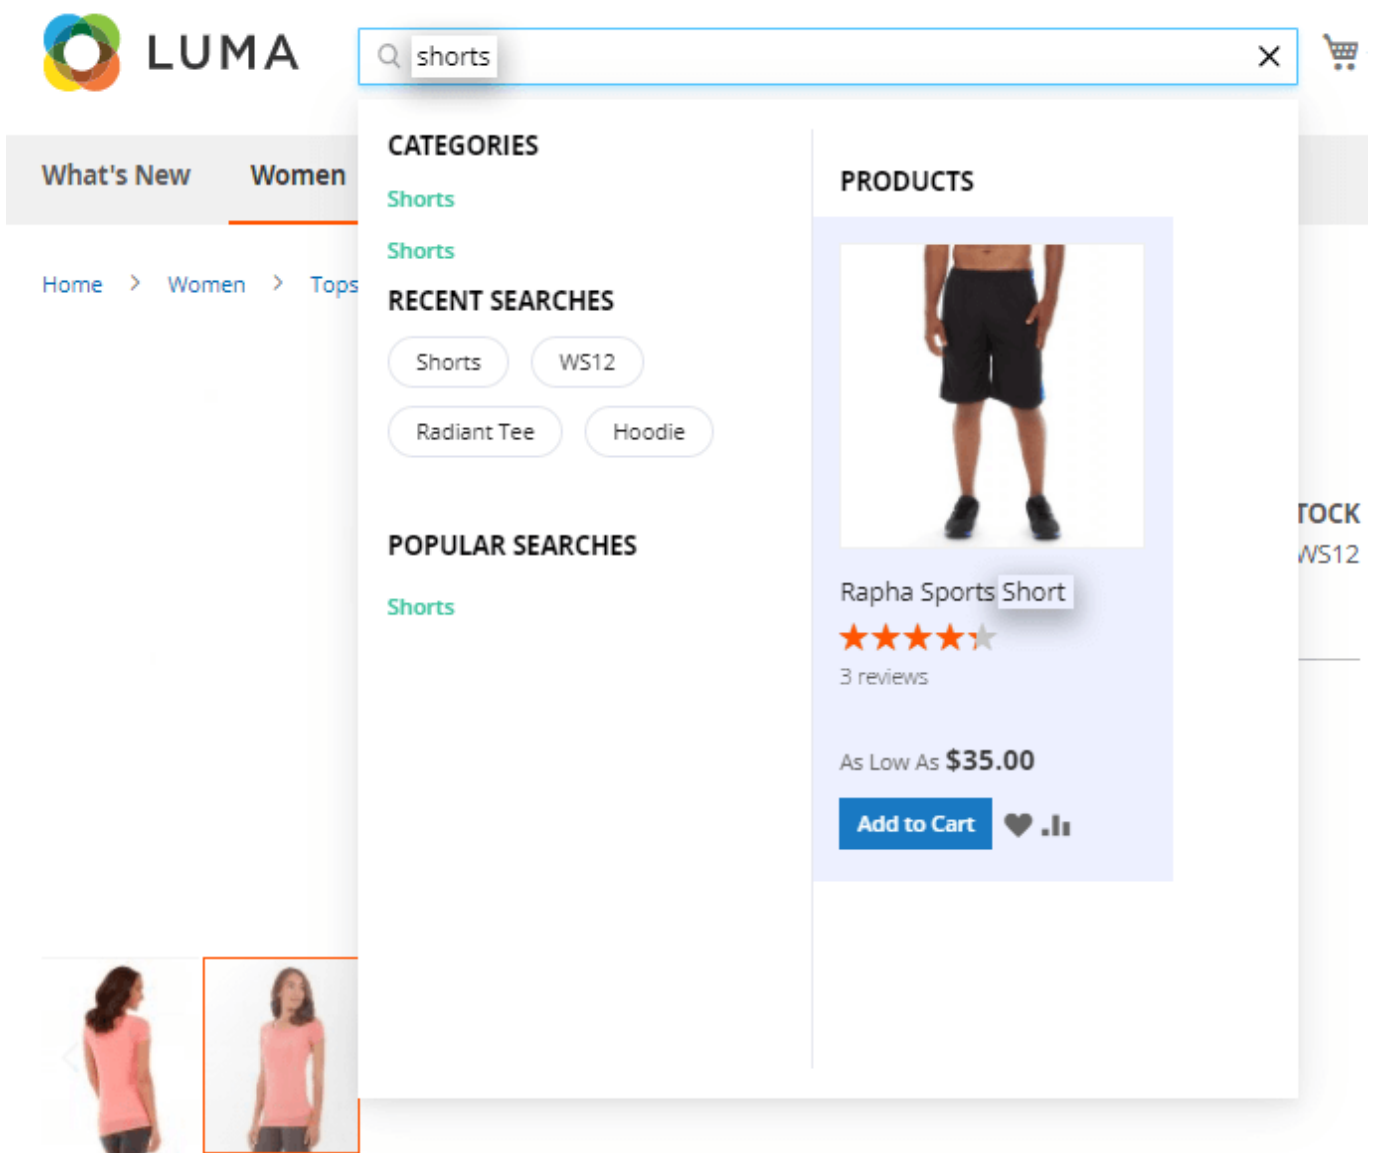 LUMA
shorts
What's New
Women
Home > Women > Tops
CATEGORIES
Shorts
Shorts
RECENT SEARCHES
Shorts
WS12
Radiant Tee
Hoodie
POPULAR SEARCHES
Shorts
PRODUCTS
Rapha Sports Short
3 reviews
As Low As $35.00
Add to Cart
TOCK
WS12